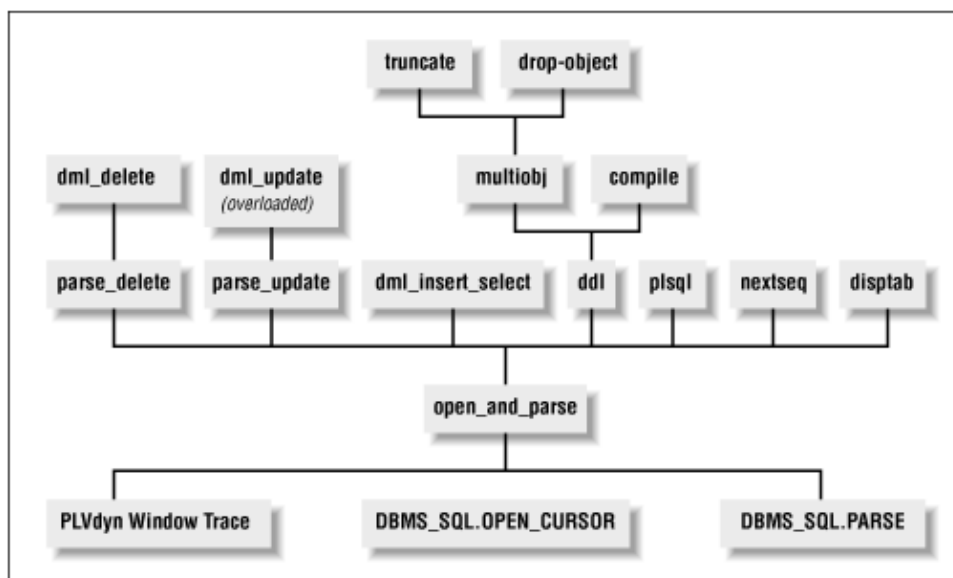 truncate
drop-object
dml_delete
dml_update
(overloaded)
multiobj
compile
parse_delete
parse_update
dml_insert_select
ddl
plsql
nextseq
disptab
open_and_parse
PLVdyn Window Trace
DBMS_SQL.OPEN_CURSOR
DBMS_SQL.PARSE